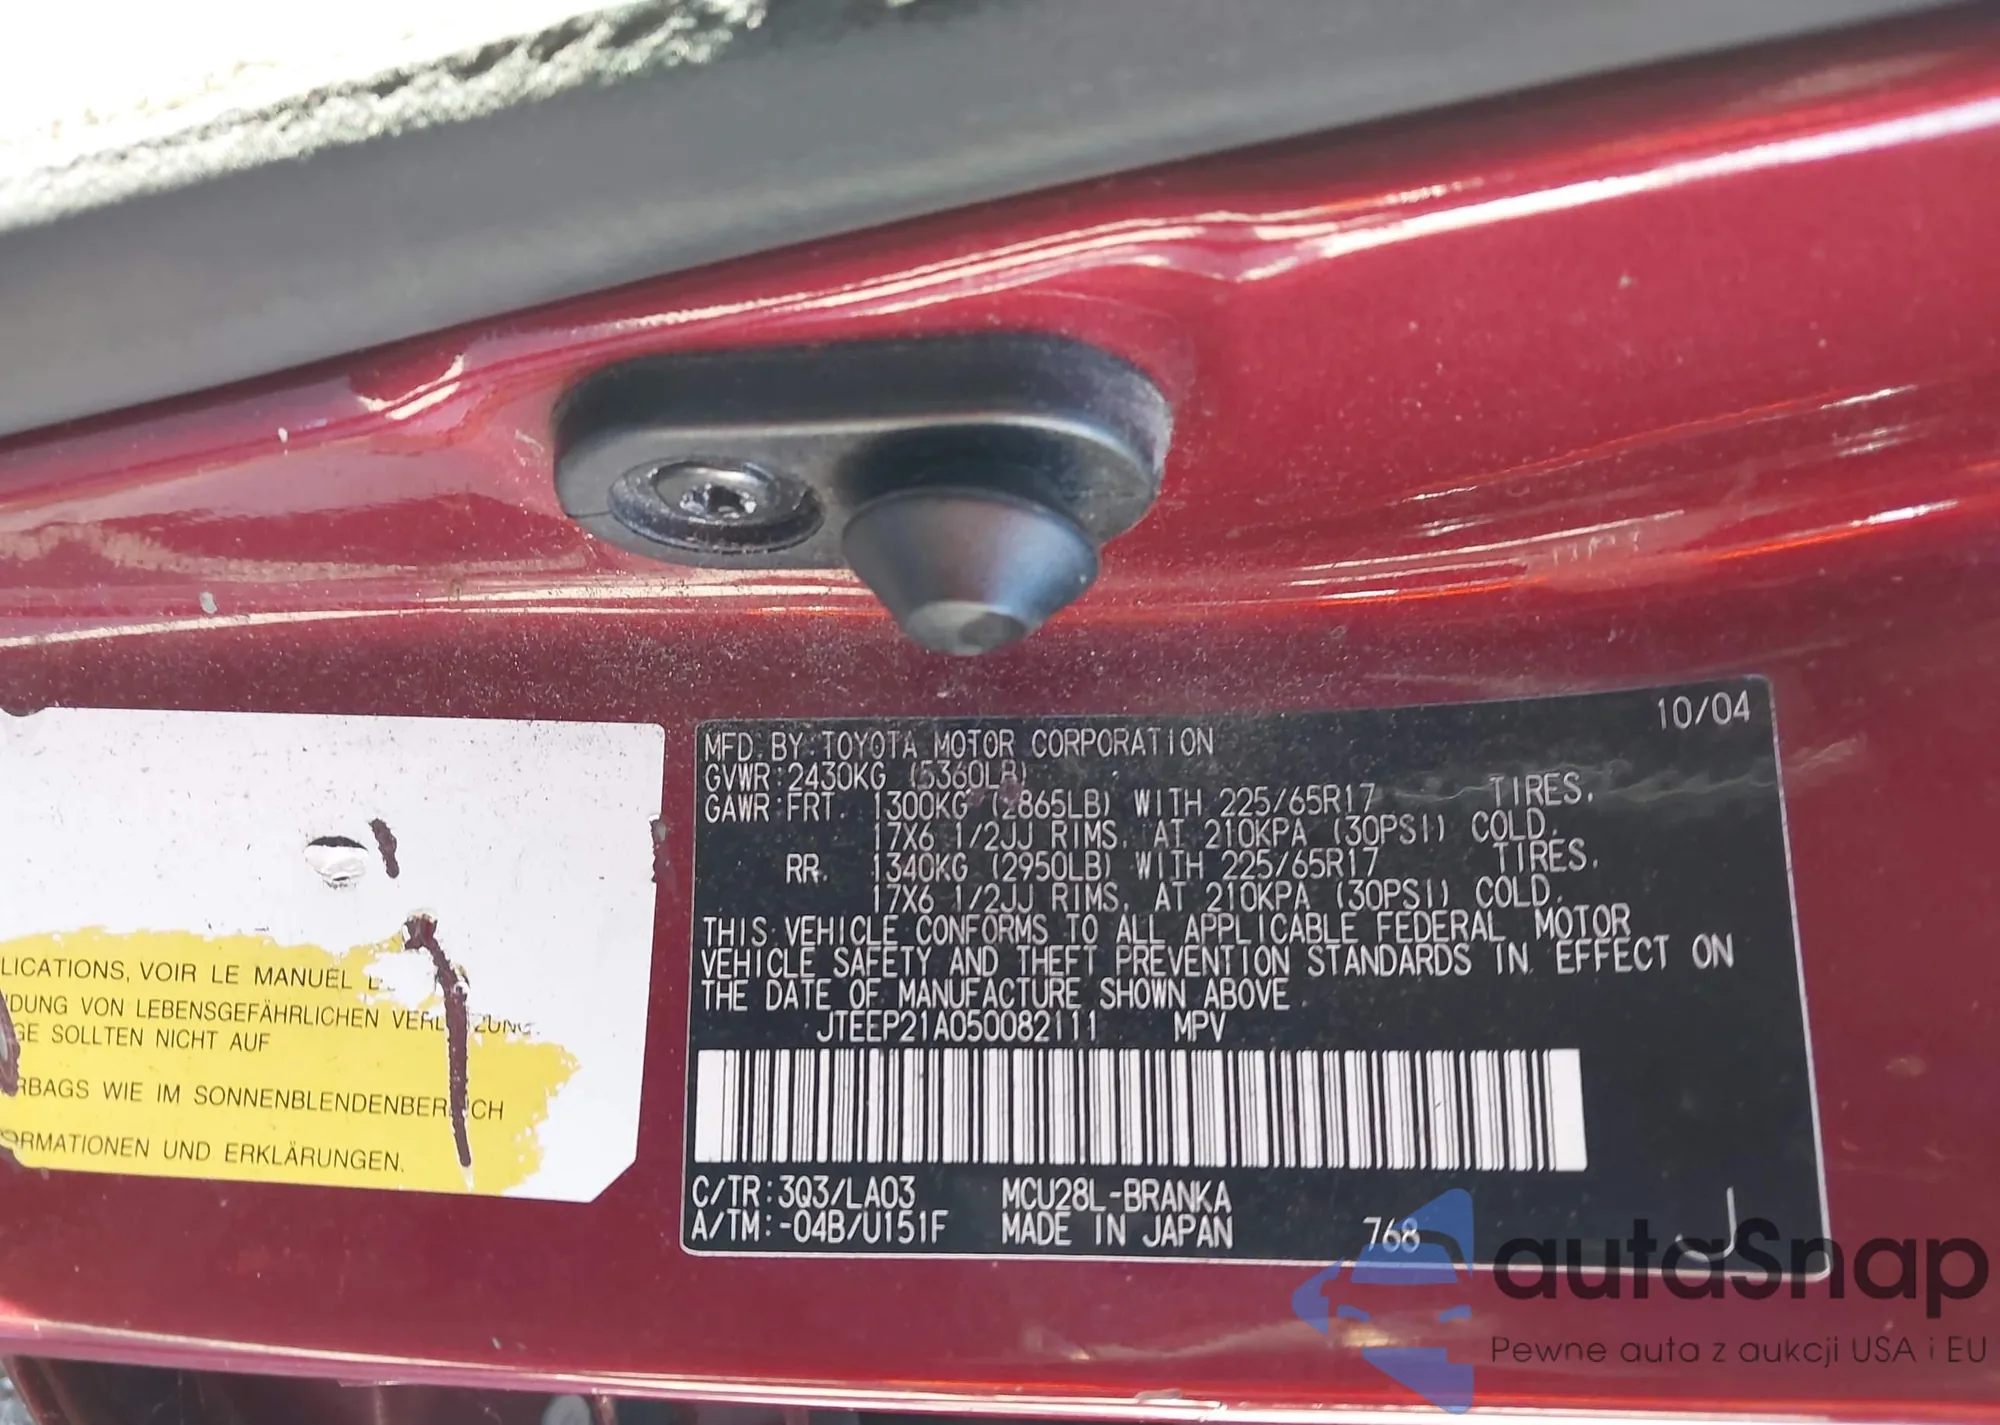 10/04
MFD. BY: TOYOTA MOTOR CORPORATION
GVWR: 2430KG (5360LB)
GAWR: FRT. 1300KG (2865LB) WITH 225/65R17 TIRES,
17X6 1/2JJ RIMS, AT 210KPA (30PSI) COLD.
RR. 1340KG (2950LB) WITH 225/65R17 TIRES,
17X6 1/2JJ RIMS, AT 210KPA (30PSI) COLD.
THIS VEHICLE CONFORMS TO ALL APPLICABLE FEDERAL MOTOR
VEHICLE SAFETY AND THEFT PREVENTION STANDARDS IN EFFECT ON
THE DATE OF MANUFACTURE SHOWN ABOVE.
JTEEP21A050082111 MPV
C/TR: 3Q3/LA03 MCU28L-BRANKA
A/TM: -04B/U151F MADE IN JAPAN 768 J
LICATIONS, VOIR LE MANUEL
DUNG VON LEBENSGEFÄHRLICHEN
GE SOLLTEN NICHT AUF
RBAGS WIE IM SONNENBLENDENBEREICH
ORMATIONEN UND ERKLÄRUNGEN.
autaSnap
Pewne auta z aukcji USA i EU